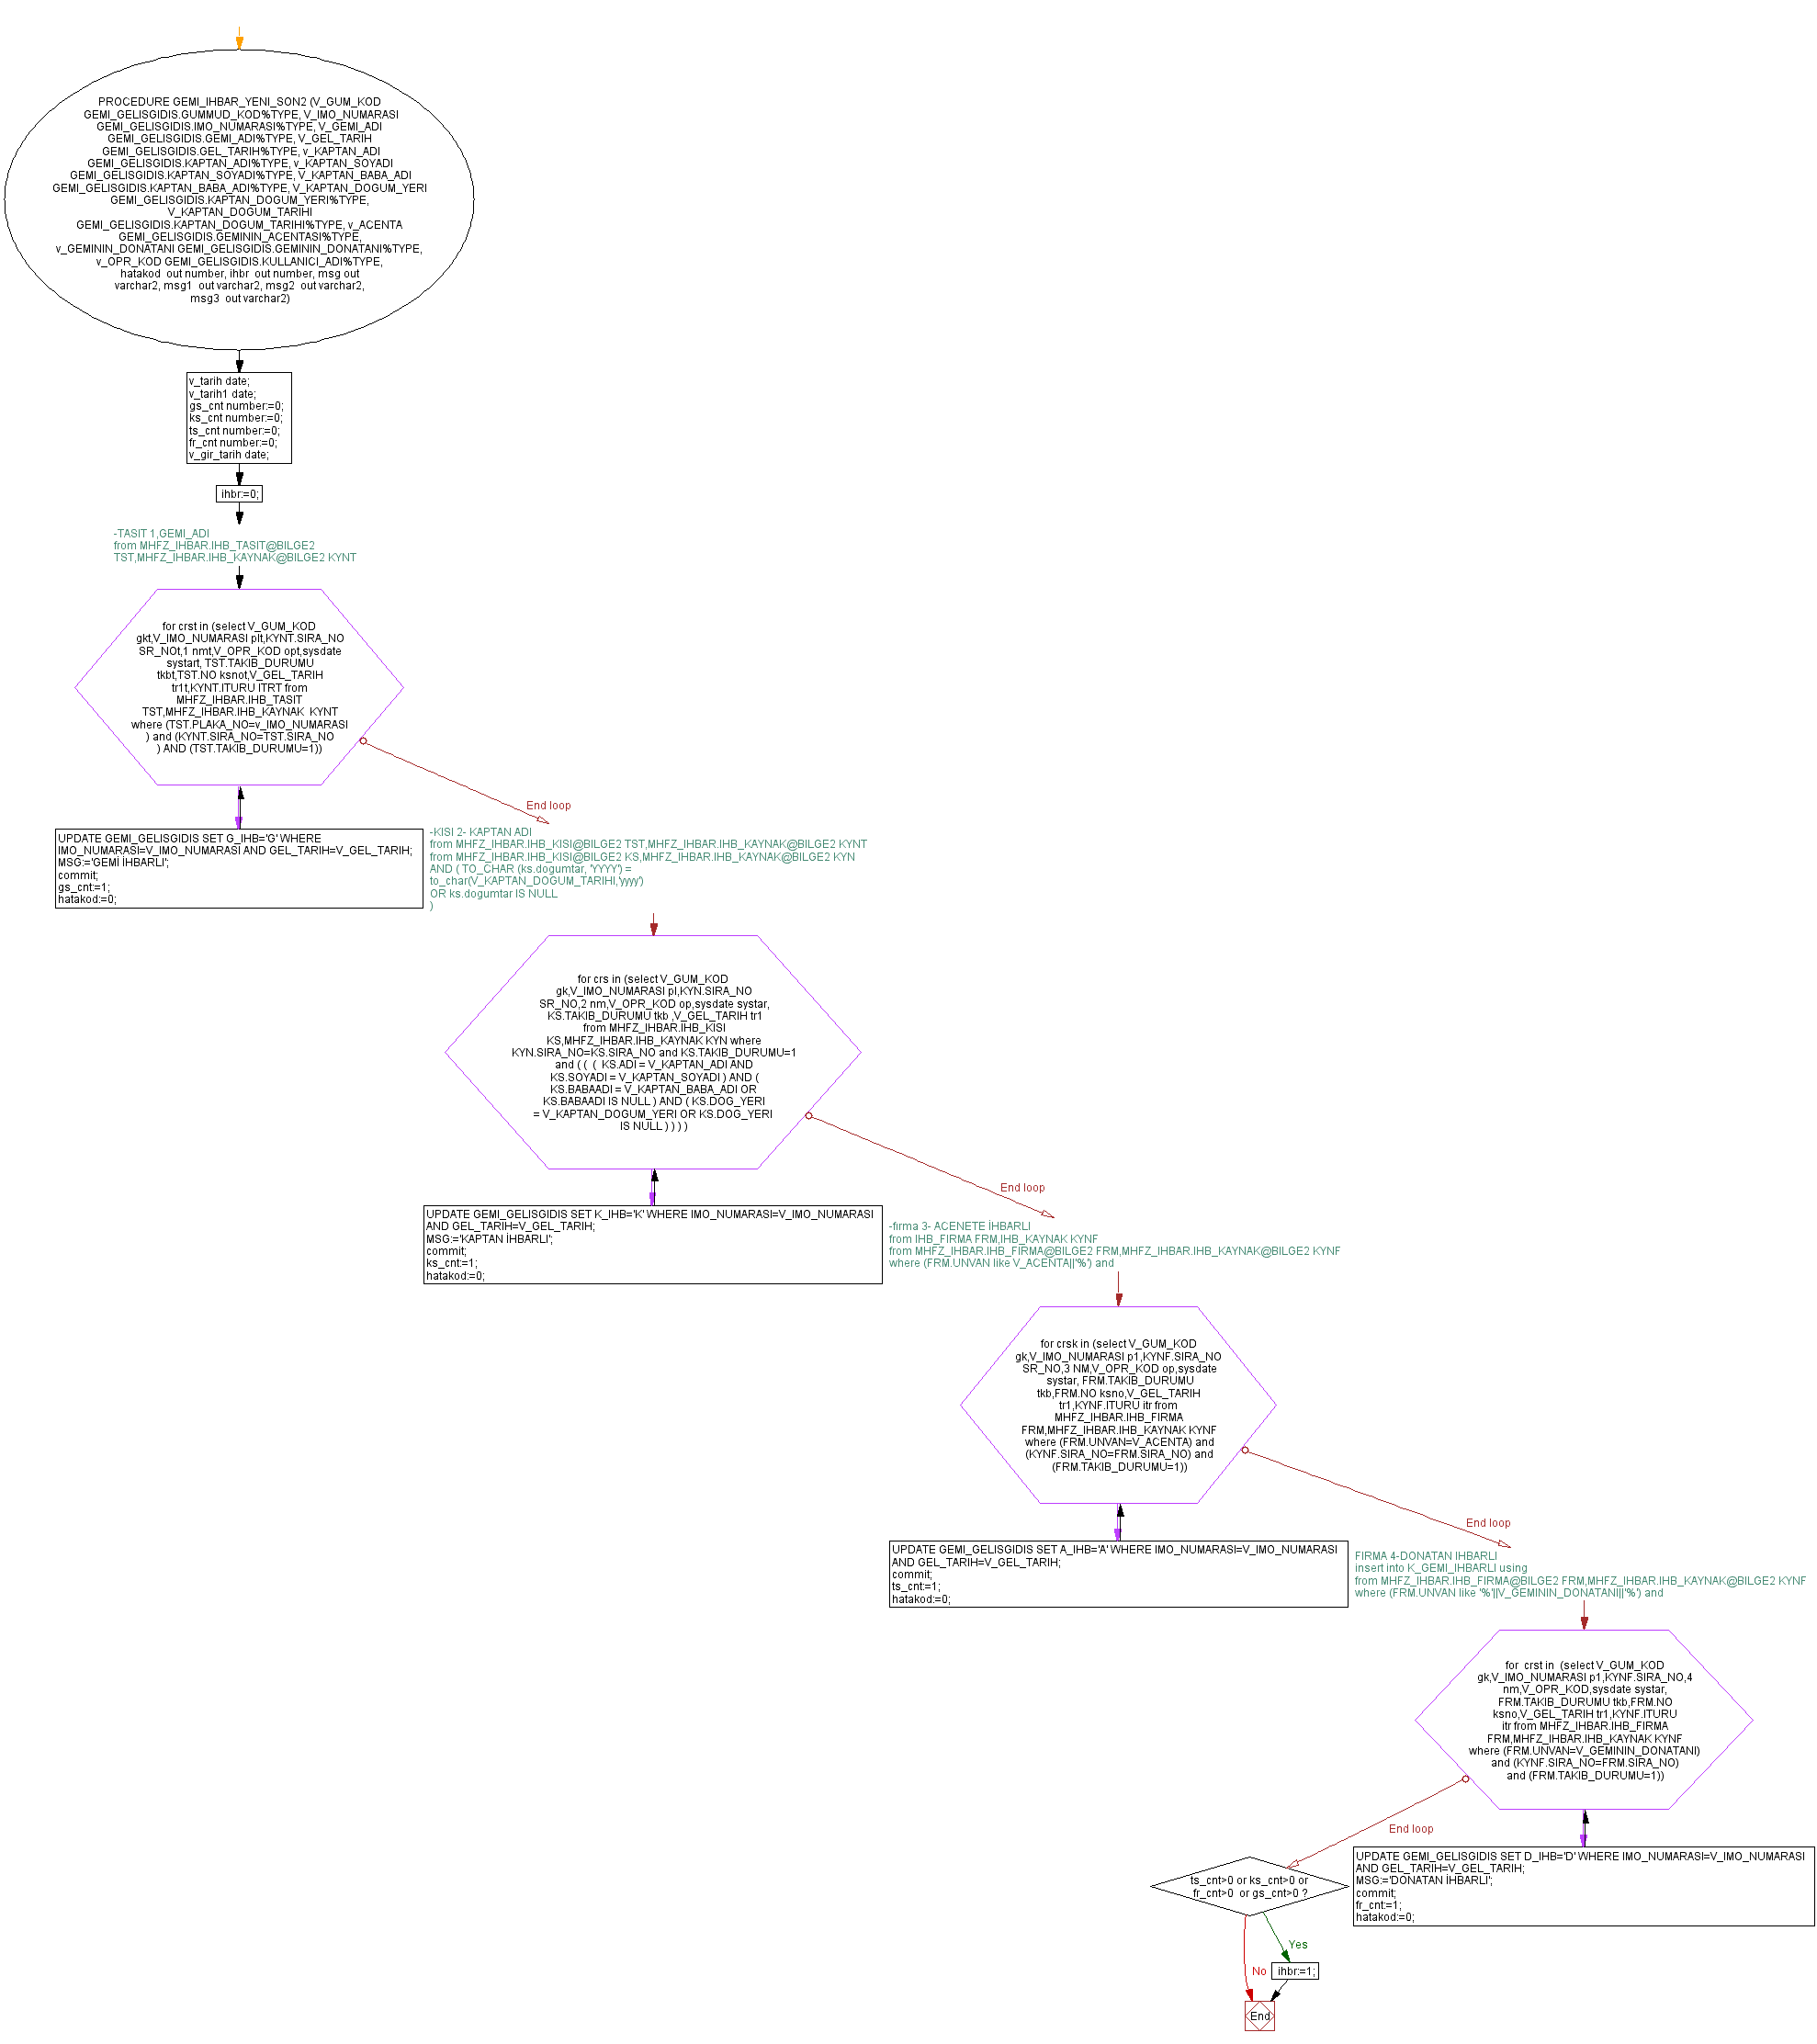 PROCEDURE GEMI_IHBAR_YENI_SON2 (V_GUM_KOD
GEMI_GELISGIDIS.GUMMUD_KOD%TYPE, V_IMO_NUMARASI
GEMI_GELISGIDIS.IMO_NUMARASI%TYPE, V_GEMI_ADI
GEMI_GELISGIDIS.GEMI_ADI%TYPE, V_GEL_TARIH
GEMI_GELISGIDIS.GEL_TARIH%TYPE, v_KAPTAN_ADI
GEMI_GELISGIDIS.KAPTAN_ADI%TYPE, v_KAPTAN_SOYADI
GEMI_GELISGIDIS.KAPTAN_SOYADI%TYPE, V_KAPTAN_BABA_ADI
GEMI_GELISGIDIS.KAPTAN_BABA_ADI%TYPE, V_KAPTAN_DOGUM_YERI
GEMI_GELISGIDIS.KAPTAN_DOGUM_YERI%TYPE,
V_KAPTAN_DOGUM_TARIHI
GEMI_GELISGIDIS.KAPTAN_DOGUM_TARIHI%TYPE, v_ACENTA
GEMI_GELISGIDIS.GEMININ_ACENTASI%TYPE,
v_GEMININ_DONATANI GEMI_GELISGIDIS.GEMININ_DONATANI%TYPE,
v_OPR_KOD GEMI_GELISGIDIS.KULLANICI_ADI%TYPE,
hatakod  out number, ihbr  out number, msg out
varchar2, msg1  out varchar2, msg2  out varchar2,
msg3  out varchar2)
v_tarih date;
v_tarih1 date;
gs_cnt number:=0;
ks_cnt number:=0;
ts_cnt number:=0;
fr_cnt number:=0;
v_gir_tarih date;
ihbr:=0;
-TASIT 1,GEMI_ADI
from MHFZ_IHBAR.IHB_TASIT@BILGE2
TST,MHFZ_IHBAR.IHB_KAYNAK@BILGE2 KYNT
for crst in (select V_GUM_KOD
gkt,V_IMO_NUMARASI plt,KYNT.SIRA_NO
SR_NOt,1 nmt,V_OPR_KOD opt,sysdate
systart, TST.TAKIB_DURUMU
tkbt,TST.NO ksnot,V_GEL_TARIH
tr1t,KYNT.ITURU ITRT from
MHFZ_IHBAR.IHB_TASIT
TST,MHFZ_IHBAR.IHB_KAYNAK  KYNT
where (TST.PLAKA_NO=v_IMO_NUMARASI
) and (KYNT.SIRA_NO=TST.SIRA_NO
) AND (TST.TAKIB_DURUMU=1))
End loop
UPDATE GEMI_GELISGIDIS SET G_IHB='G' WHERE
IMO_NUMARASI=V_IMO_NUMARASI AND GEL_TARIH=V_GEL_TARIH;
MSG:='GEMİ İHBARLI';
commit;
gs_cnt:=1;
hatakod:=0;
-KISI 2- KAPTAN ADI
from MHFZ_IHBAR.IHB_KISI@BILGE2 TST,MHFZ_IHBAR.IHB_KAYNAK@BILGE2 KYNT
from MHFZ_IHBAR.IHB_KISI@BILGE2 KS,MHFZ_IHBAR.IHB_KAYNAK@BILGE2 KYN
AND ( TO_CHAR (ks.dogumtar, 'YYYY') =
to_char(V_KAPTAN_DOGUM_TARIHI,'yyyy')
OR ks.dogumtar IS NULL
)
for crs in (select V_GUM_KOD
gk,V_IMO_NUMARASI pl,KYN.SIRA_NO
SR_NO,2 nm,V_OPR_KOD op,sysdate systar,
KS.TAKIB_DURUMU tkb ,V_GEL_TARIH tr1
from MHFZ_IHBAR.IHB_KISI
KS,MHFZ_IHBAR.IHB_KAYNAK KYN where
KYN.SIRA_NO=KS.SIRA_NO and KS.TAKIB_DURUMU=1
and ( (  (  KS.ADI = V_KAPTAN_ADI AND
KS.SOYADI = V_KAPTAN_SOYADI ) AND (
KS.BABAADI = V_KAPTAN_BABA_ADI OR
KS.BABAADI IS NULL ) AND ( KS.DOG_YERI
= V_KAPTAN_DOGUM_YERI OR KS.DOG_YERI
IS NULL ) ) ) )
End loop
UPDATE GEMI_GELISGIDIS SET K_IHB='K' WHERE IMO_NUMARASI=V_IMO_NUMARASI
AND GEL_TARIH=V_GEL_TARIH;
MSG:='KAPTAN İHBARLI';
commit;
ks_cnt:=1;
hatakod:=0;
-firma 3- ACENETE İHBARLI
from IHB_FIRMA FRM,IHB_KAYNAK KYNF
from MHFZ_IHBAR.IHB_FIRMA@BILGE2 FRM,MHFZ_IHBAR.IHB_KAYNAK@BILGE2 KYNF
where (FRM.UNVAN like V_ACENTA||'%') and
for crsk in (select V_GUM_KOD
gk,V_IMO_NUMARASI p1,KYNF.SIRA_NO
SR_NO,3 NM,V_OPR_KOD op,sysdate
systar, FRM.TAKIB_DURUMU
tkb,FRM.NO ksno,V_GEL_TARIH
tr1,KYNF.ITURU itr from
MHFZ_IHBAR.IHB_FIRMA
FRM,MHFZ_IHBAR.IHB_KAYNAK KYNF
where (FRM.UNVAN=V_ACENTA) and
(KYNF.SIRA_NO=FRM.SIRA_NO) and
(FRM.TAKIB_DURUMU=1))
End loop
UPDATE GEMI_GELISGIDIS SET A_IHB='A' WHERE IMO_NUMARASI=V_IMO_NUMARASI
AND GEL_TARIH=V_GEL_TARIH;
commit;
ts_cnt:=1;
hatakod:=0;
FIRMA 4-DONATAN IHBARLI
insert into K_GEMI_IHBARLI using
from MHFZ_IHBAR.IHB_FIRMA@BILGE2 FRM,MHFZ_IHBAR.IHB_KAYNAK@BILGE2 KYNF
where (FRM.UNVAN like '%'||V_GEMININ_DONATANI||'%') and
for  crst in  (select V_GUM_KOD
gk,V_IMO_NUMARASI p1,KYNF.SIRA_NO,4
nm,V_OPR_KOD,sysdate systar,
FRM.TAKIB_DURUMU tkb,FRM.NO
ksno,V_GEL_TARIH tr1,KYNF.ITURU
itr from MHFZ_IHBAR.IHB_FIRMA
FRM,MHFZ_IHBAR.IHB_KAYNAK KYNF
where (FRM.UNVAN=V_GEMININ_DONATANI)
and (KYNF.SIRA_NO=FRM.SIRA_NO)
and (FRM.TAKIB_DURUMU=1))
End loop
UPDATE GEMI_GELISGIDIS SET D_IHB='D' WHERE IMO_NUMARASI=V_IMO_NUMARASI
AND GEL_TARIH=V_GEL_TARIH;
MSG:='DONATAN İHBARLI';
commit;
fr_cnt:=1;
hatakod:=0;
ts_cnt>0 or ks_cnt>0 or
fr_cnt>0  or gs_cnt>0 ?
Yes
No
ihbr:=1;
End